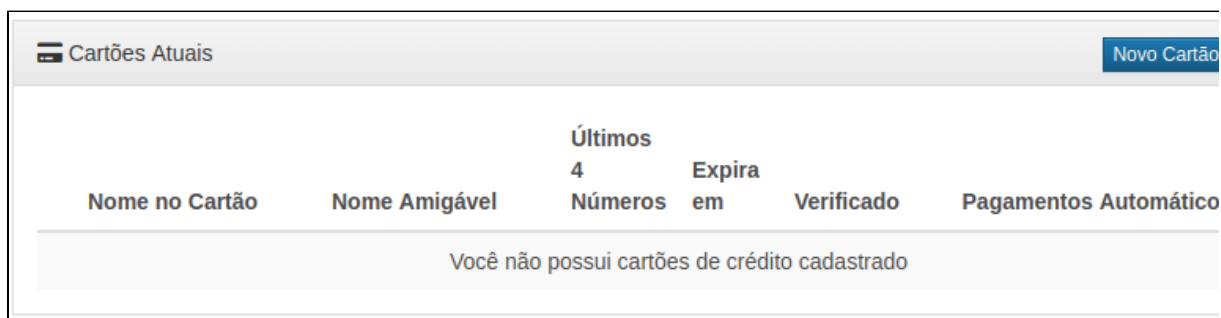 Cartões Atuais
Novo Cartão
Nome no Cartão
Nome Amigável
Últimos
4
Números
Expira
em
Verificado
Pagamentos Automático
Você não possui cartões de crédito cadastrado